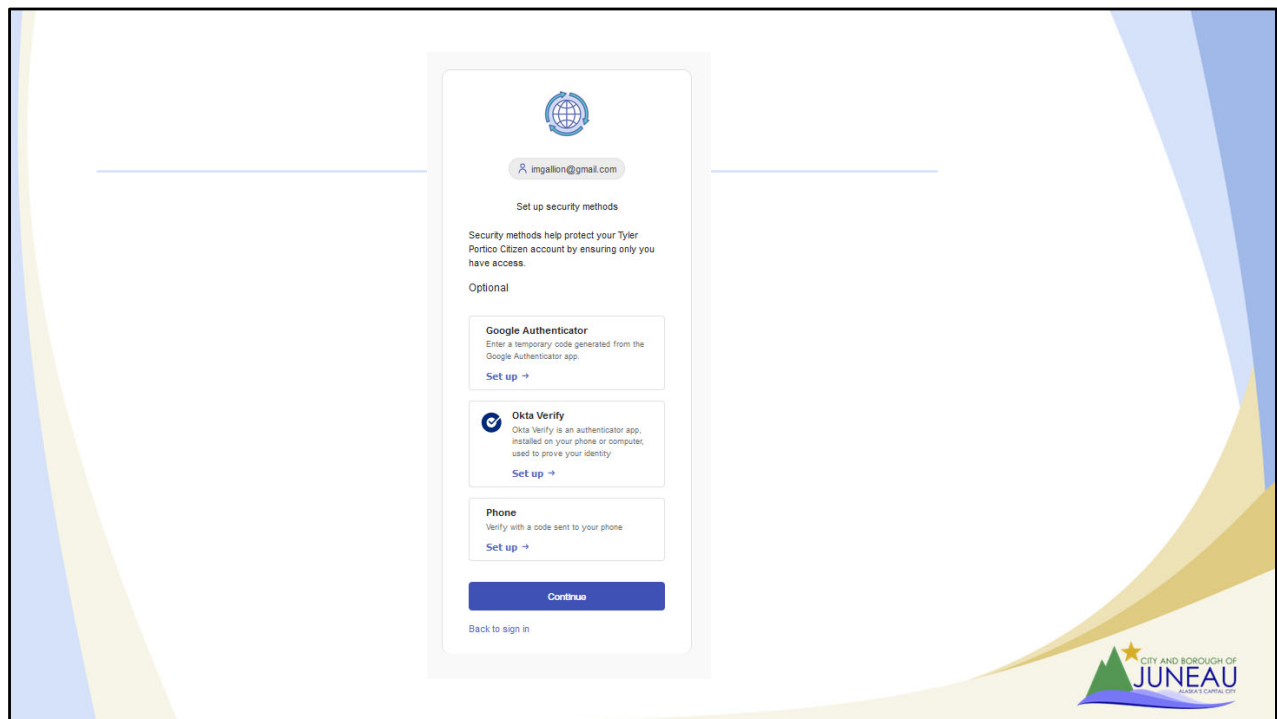 imgallion@gmail.com
Set up security methods
Security methods help protect your Tyler
Portico Citizen account by ensuring only you
have access.
Optional
Google Authenticator
Enter a temporary code generated from the
Google Authenticator app.
Set up →
Okta Verify
Okta Verify is an authenticator app,
installed on your phone or computer,
used to prove your identity
Set up →
Phone
Verify with a code sent to your phone
Set up →
Continue
Back to sign in
CITY AND BOROUGH OF
JUNEAU
ALASKA'S CAPITAL CITY